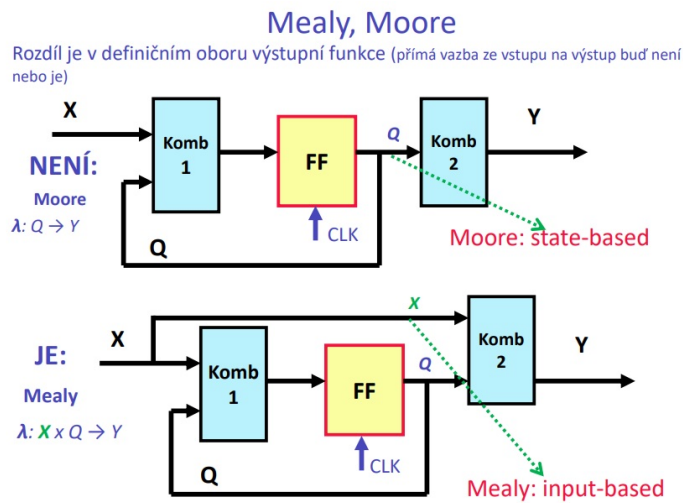 Mealy, Moore
Rozdíl je v definičním oboru výstupní funkce (přímá vazba ze vstupu na výstup buď není
nebo je)
X
Komb
1
FF
Q
Komb
2
Y
NENÍ:
Moore
λ: Q → Y
Q
CLK
Moore: state-based
X
X
Komb
2
Y
JE:
Komb
1
FF
Q
Mealy
λ: X x Q → Y
Q
CLK
Mealy: input-based